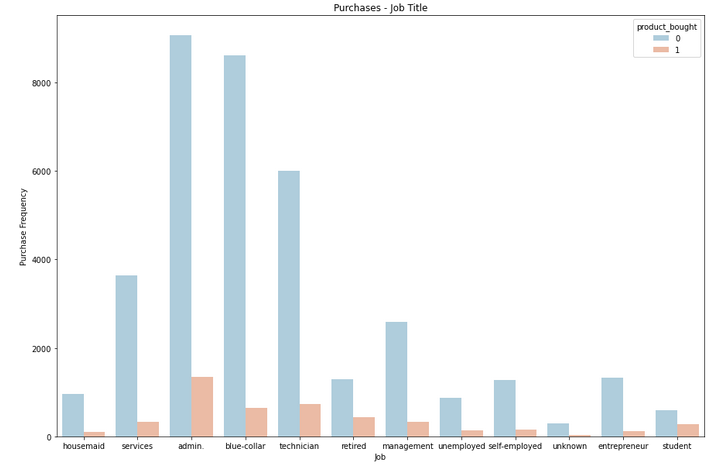 Purchases - Job Title
product_bought
0
1
8000
6000
4000
2000
0
Purchase Frequency
housemaid services admin. blue-collar technician retired management unemployed self-employed unknown entrepreneur student
Job